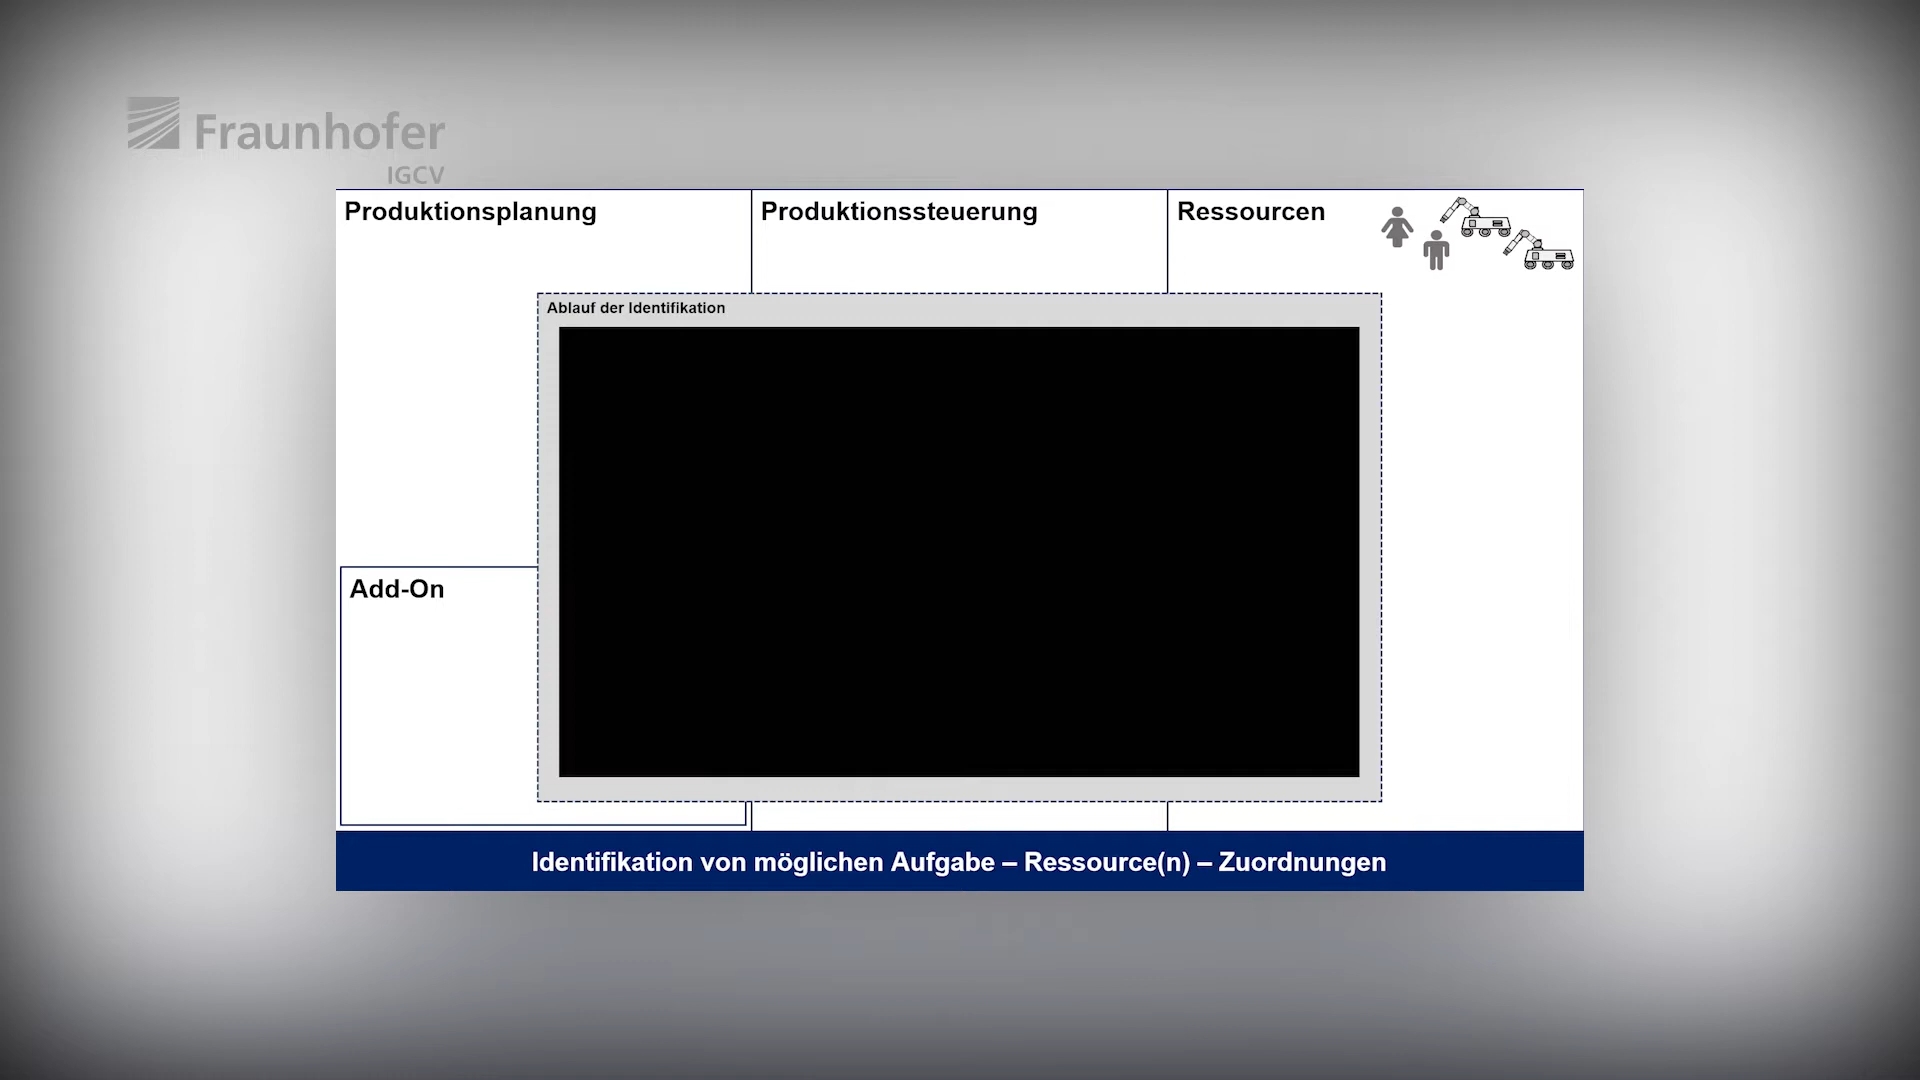 Fraunhofer
IGCV
Produktionsplanung
Produktionssteuerung
Ressourcen
Ablauf der Identifikation
Add-On
Identifikation von möglichen Aufgabe – Ressource(n) – Zuordnungen